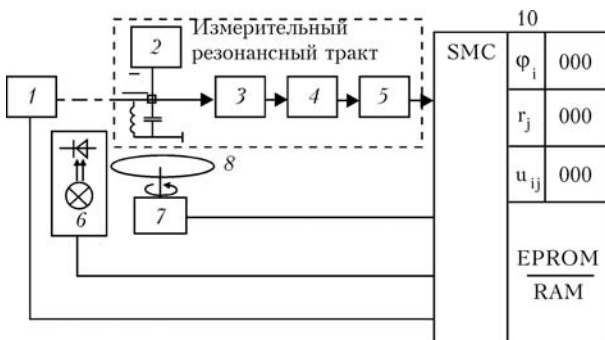 10
Измерительный
резонансный тракт
2
SMC
φi 000
1
3
4
5
rj 000
8
uij 000
6
7
EPROM
RAM